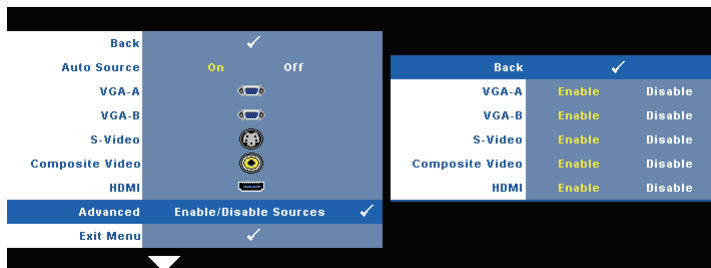 Back
Auto Source On Off
VGA-A
VGA-B
S-Video
Composite Video
HDMI
Advanced Enable/Disable Sources
Exit Menu
Back
VGA-A Enable Disable
VGA-B Enable Disable
S-Video Enable Disable
Composite Video Enable Disable
HDMI Enable Disable